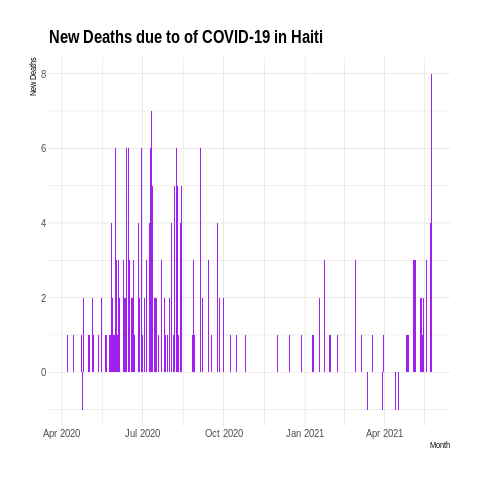 New Deaths due to of COVID-19 in Haiti
New Deaths
8
6
4
2
0
Apr 2020 Jul 2020 Oct 2020 Jan 2021 Apr 2021
Month